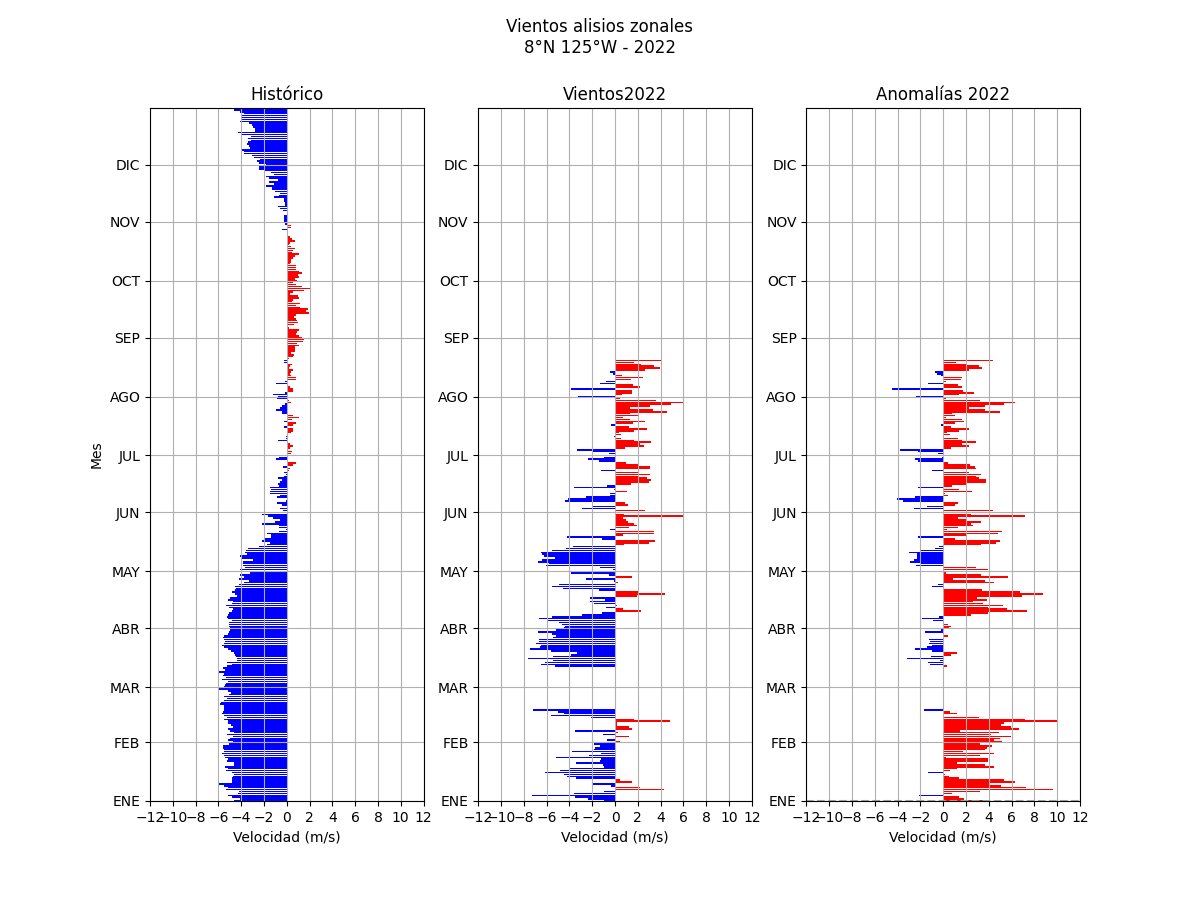 Vientos alisios zonales
8°N 125°W - 2022
Histórico
Vientos2022
Anomalías 2022
DIC
NOV
OCT
SEP
AGO
JUL
JUN
MAY
ABR
MAR
FEB
ENE
Mes
−12 −10 −8 −6 −4 −2 0 2 4 6 8 10 12
Velocidad (m/s)
DIC
NOV
OCT
SEP
AGO
JUL
JUN
MAY
ABR
MAR
FEB
ENE
−12 −10 −8 −6 −4 −2 0 2 4 6 8 10 12
Velocidad (m/s)
DIC
NOV
OCT
SEP
AGO
JUL
JUN
MAY
ABR
MAR
FEB
ENE
−12 −10 −8 −6 −4 −2 0 2 4 6 8 10 12
Velocidad (m/s)